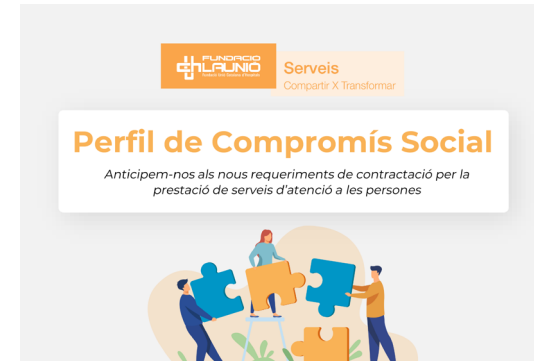 FUNDACIO
LAUNIO
Serveis
Compartir X Transformar
Perfil de Compromís Social
Anticipem-nos als nous requeriments de contractació per la
prestació de serveis d'atenció a les persones